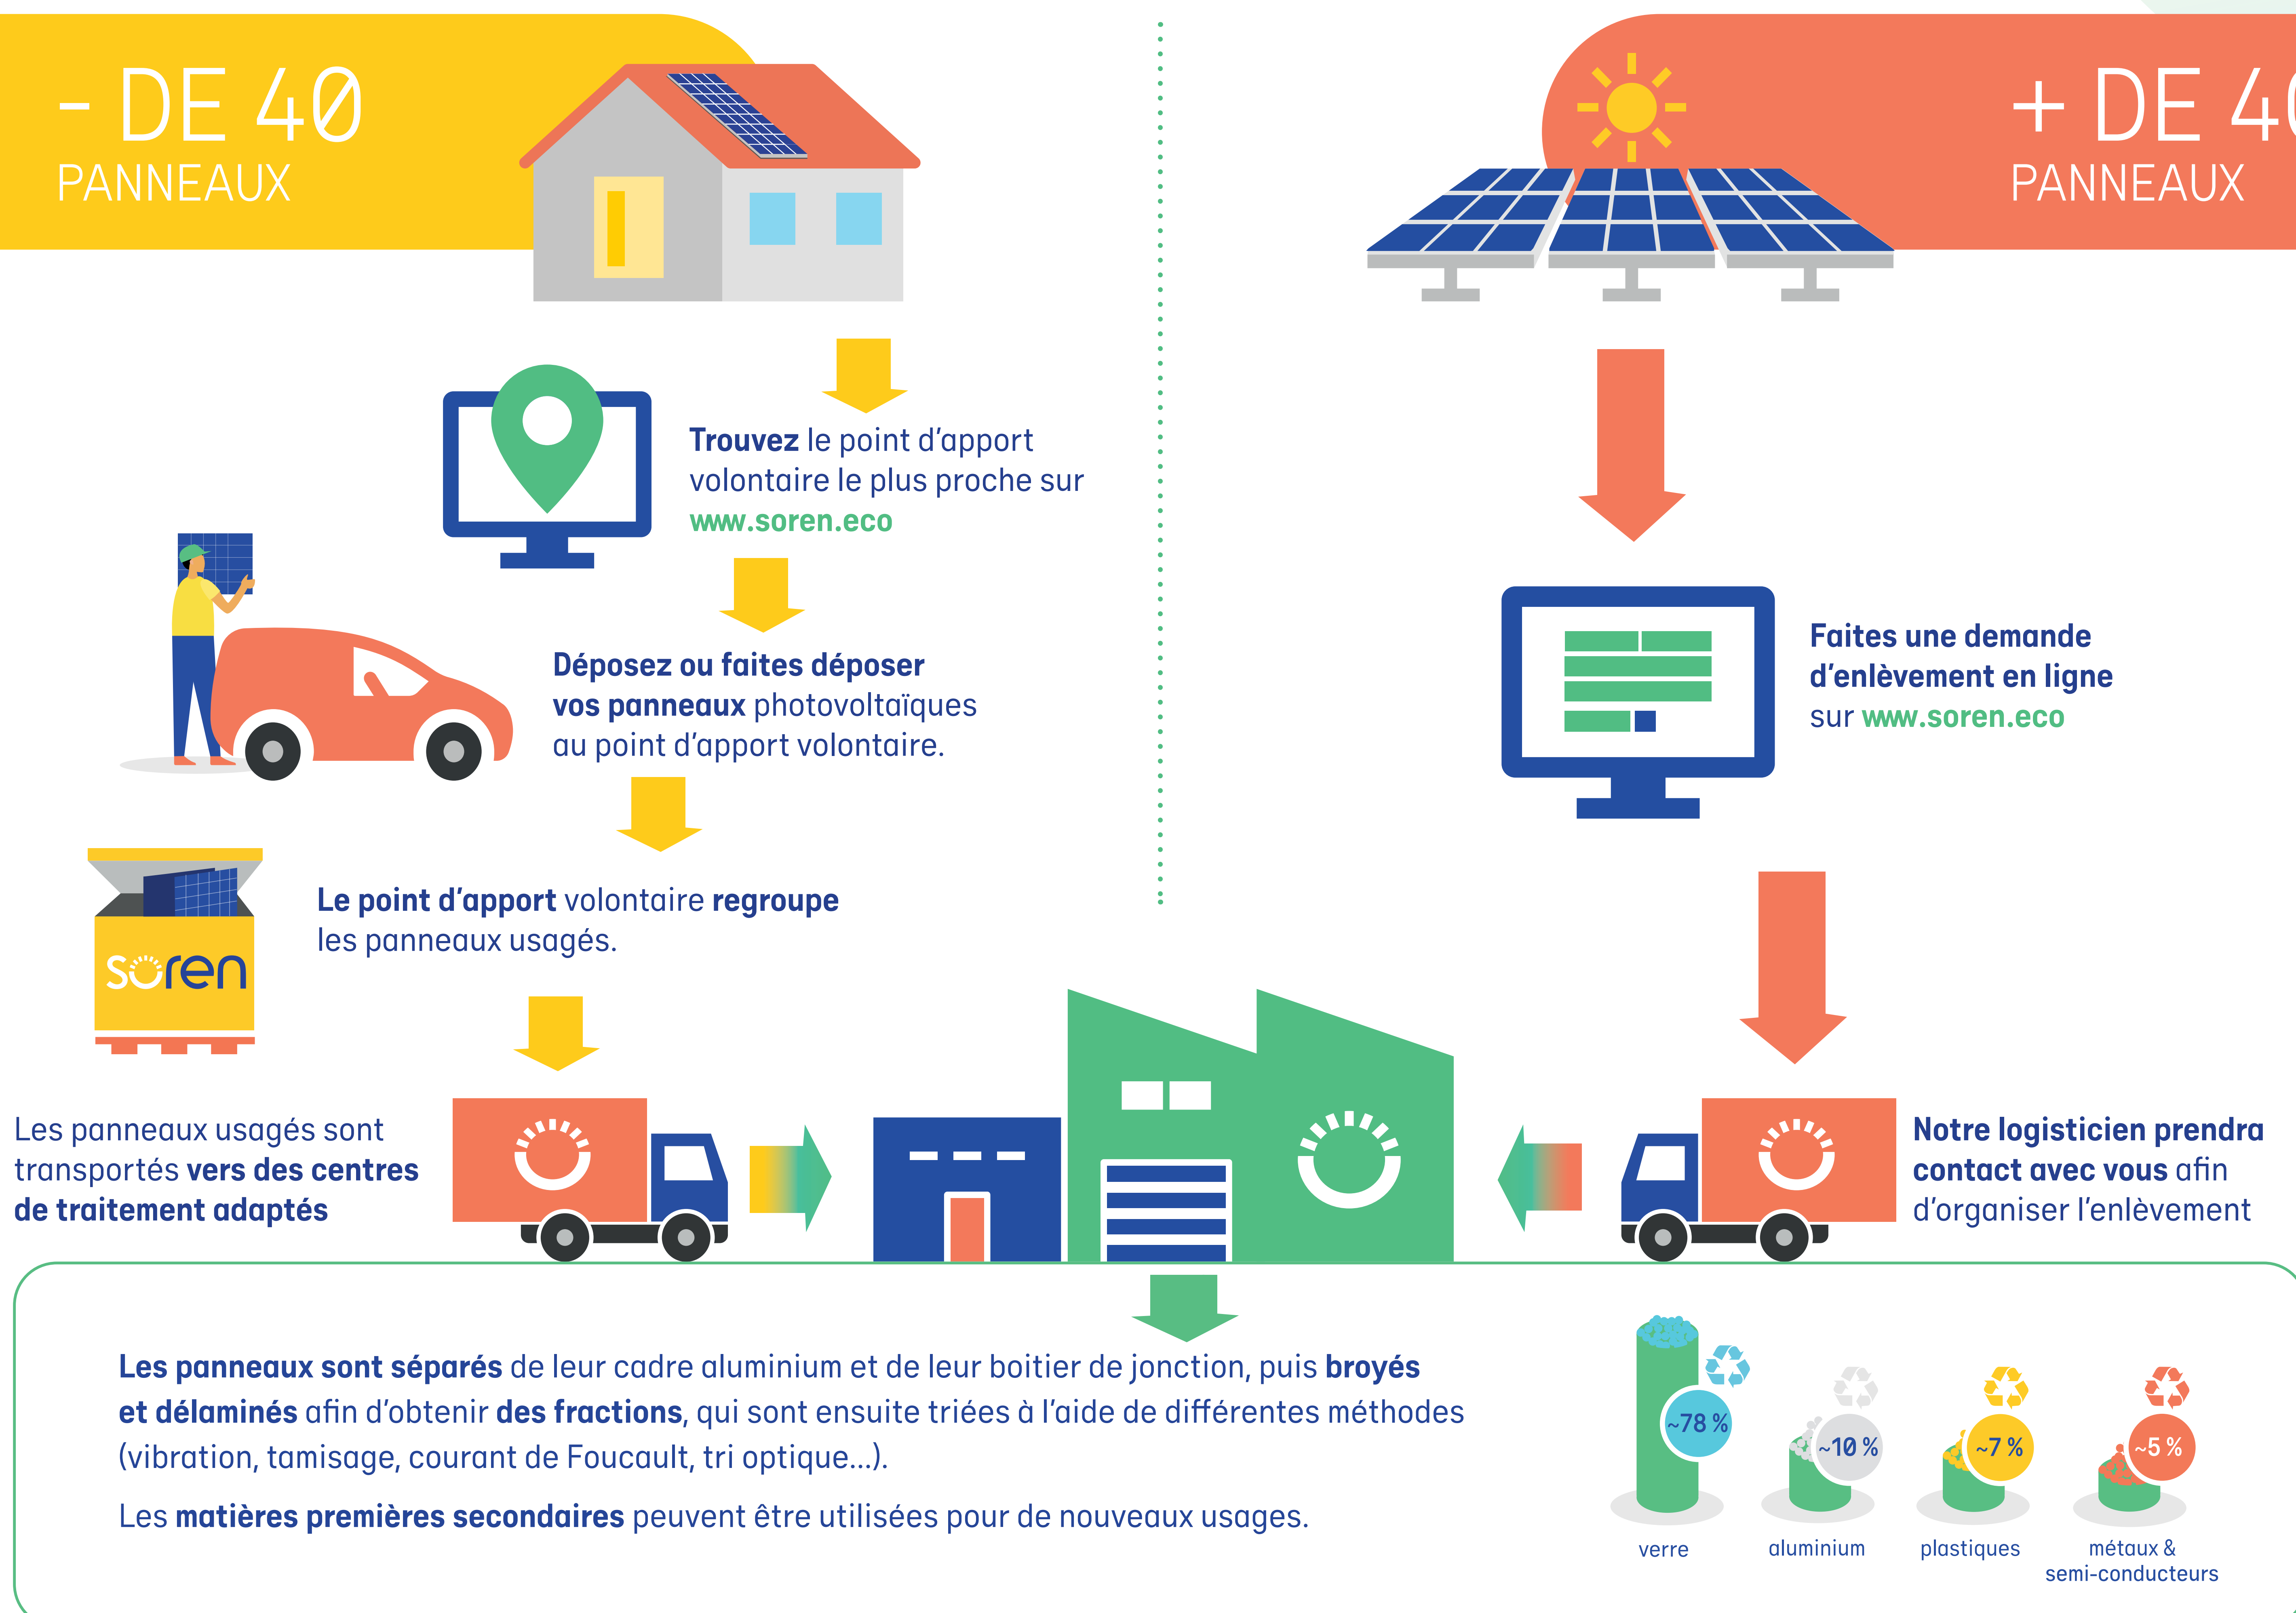 - DE 40
PANNEAUX
Trouvez le point d'apport
volontaire le plus proche sur
www.soren.eco
Déposez ou faites déposer
vos panneaux photovoltaïques
au point d'apport volontaire.
soren
Le point d'apport volontaire regroupe
les panneaux usagés.
Les panneaux usagés sont
transportés vers des centres
de traitement adaptés
+ DE 40
PANNEAUX
Faites une demande
d'enlèvement en ligne
sur www.soren.eco
Notre logisticien prendra
contact avec vous afin
d'organiser l'enlèvement
Les panneaux sont séparés de leur cadre aluminium et de leur boitier de jonction, puis broyés
et délaminés afin d'obtenir des fractions, qui sont ensuite triées à l'aide de différentes méthodes
(vibration, tamisage, courant de Foucault, tri optique...).
Les matières premières secondaires peuvent être utilisées pour de nouveaux usages.
~78 %
~10 %
~7 %
~5 %
verre
aluminium
plastiques
métaux &
semi-conducteurs